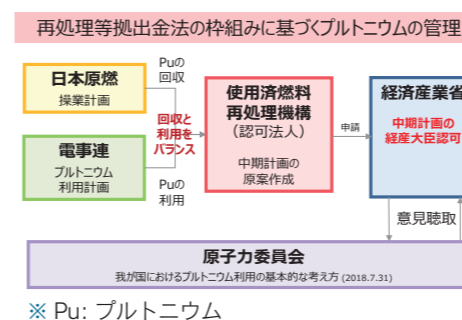 再処理等拠出金法の枠組みに基づくプルトニウムの管理
日本原燃
操業計画
Puの
回収
回収と
利用を
バランス
電事連
プルトニウム
利用計画
Puの
利用
使用済燃料
再処理機構
（認可法人）
中期計画の
原案作成
申請
経済産業省
中期計画の
経産大臣認可
意見聴取
原子力委員会
我が国におけるプルトニウム利用の基本的な考え方 (2018.7.31)
※ Pu: プルトニウム